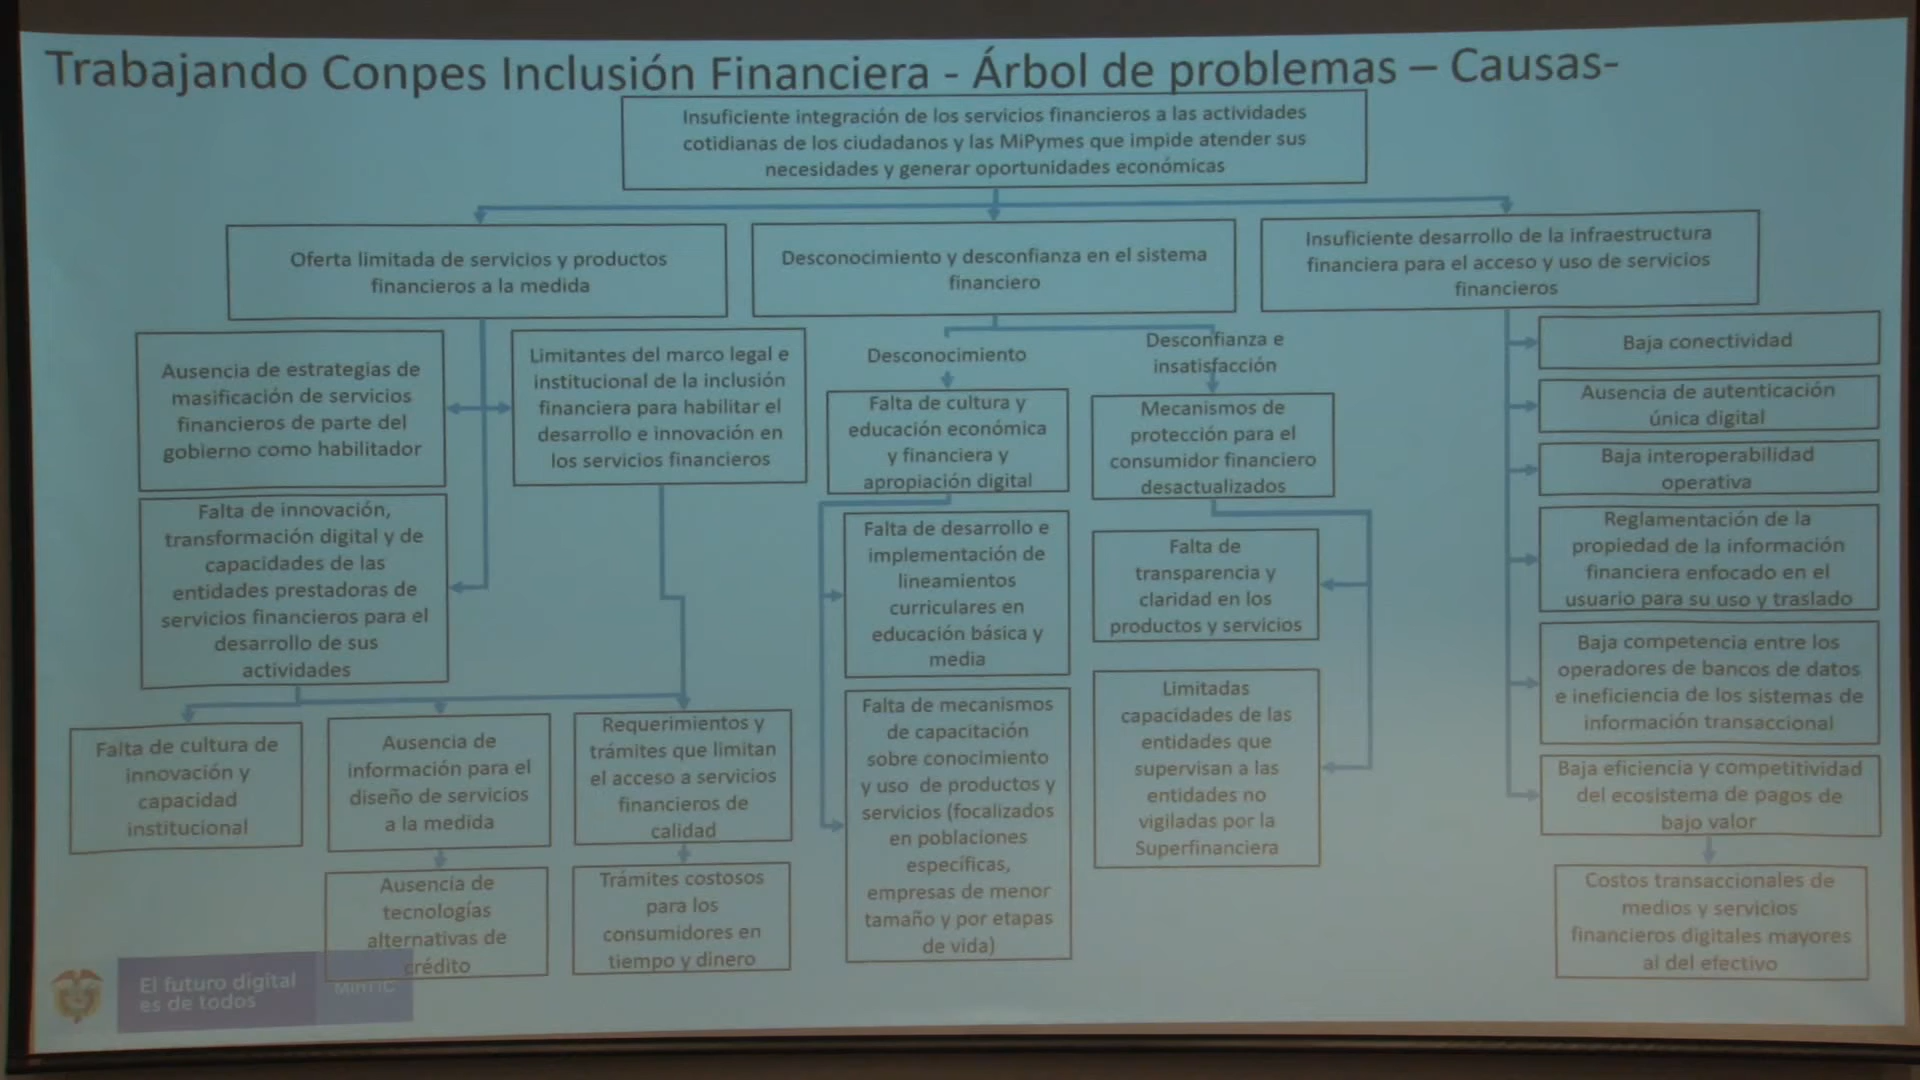 Trabajando Conpes Inclusión Financiera - Árbol de problemas – Causas-
Insuficiente integración de los servicios financieros a las actividades
cotidianas de los ciudadanos y las MiPymes que impide atender sus
necesidades y generar oportunidades económicas
Oferta limitada de servicios y productos
financieros a la medida
Desconocimiento y desconfianza en el sistema
financiero
Insuficiente desarrollo de la infraestructura
financiera para el acceso y uso de servicios
financieros
Ausencia de estrategias de
masificación de servicios
financieros de parte del
gobierno como habilitador
Limitantes del marco legal e
institucional de la inclusión
financiera para habilitar el
desarrollo e innovación en
los servicios financieros
Falta de innovación,
transformación digital y de
capacidades de las
entidades prestadoras de
servicios financieros para el
desarrollo de sus
actividades
Falta de cultura de
innovación y
capacidad
institucional
Ausencia de
información para el
diseño de servicios
a la medida
Requerimientos y
trámites que limitan
el acceso a servicios
financieros de
calidad
Ausencia de
tecnologías
alternativas de
crédito
Trámites costosos
para los
consumidores en
tiempo y dinero
Desconocimiento
Falta de cultura y
educación económica
y financiera y
apropiación digital
Falta de desarrollo e
implementación de
lineamientos
curriculares en
educación básica y
media
Falta de mecanismos
de capacitación
sobre conocimiento
y uso de productos y
servicios (focalizados
en poblaciones
específicas,
empresas de menor
tamaño y por etapas
de vida)
Desconfianza e
insatisfacción
Mecanismos de
protección para el
consumidor financiero
desactualizados
Falta de
transparencia y
claridad en los
productos y servicios
Limitadas
capacidades de las
entidades que
supervisan a las
entidades no
vigiladas por la
Superfinanciera
Baja conectividad
Ausencia de autenticación
única digital
Baja interoperabilidad
operativa
Reglamentación de la
propiedad de la información
financiera enfocado en el
usuario para su uso y traslado
Baja competencia entre los
operadores de bancos de datos
e ineficiencia de los sistemas de
información transaccional
Baja eficiencia y competitividad
del ecosistema de pagos de
bajo valor
Costos transaccionales de
medios y servicios
financieros digitales mayores
al del efectivo
El futuro digital
es de todos
MinTIC